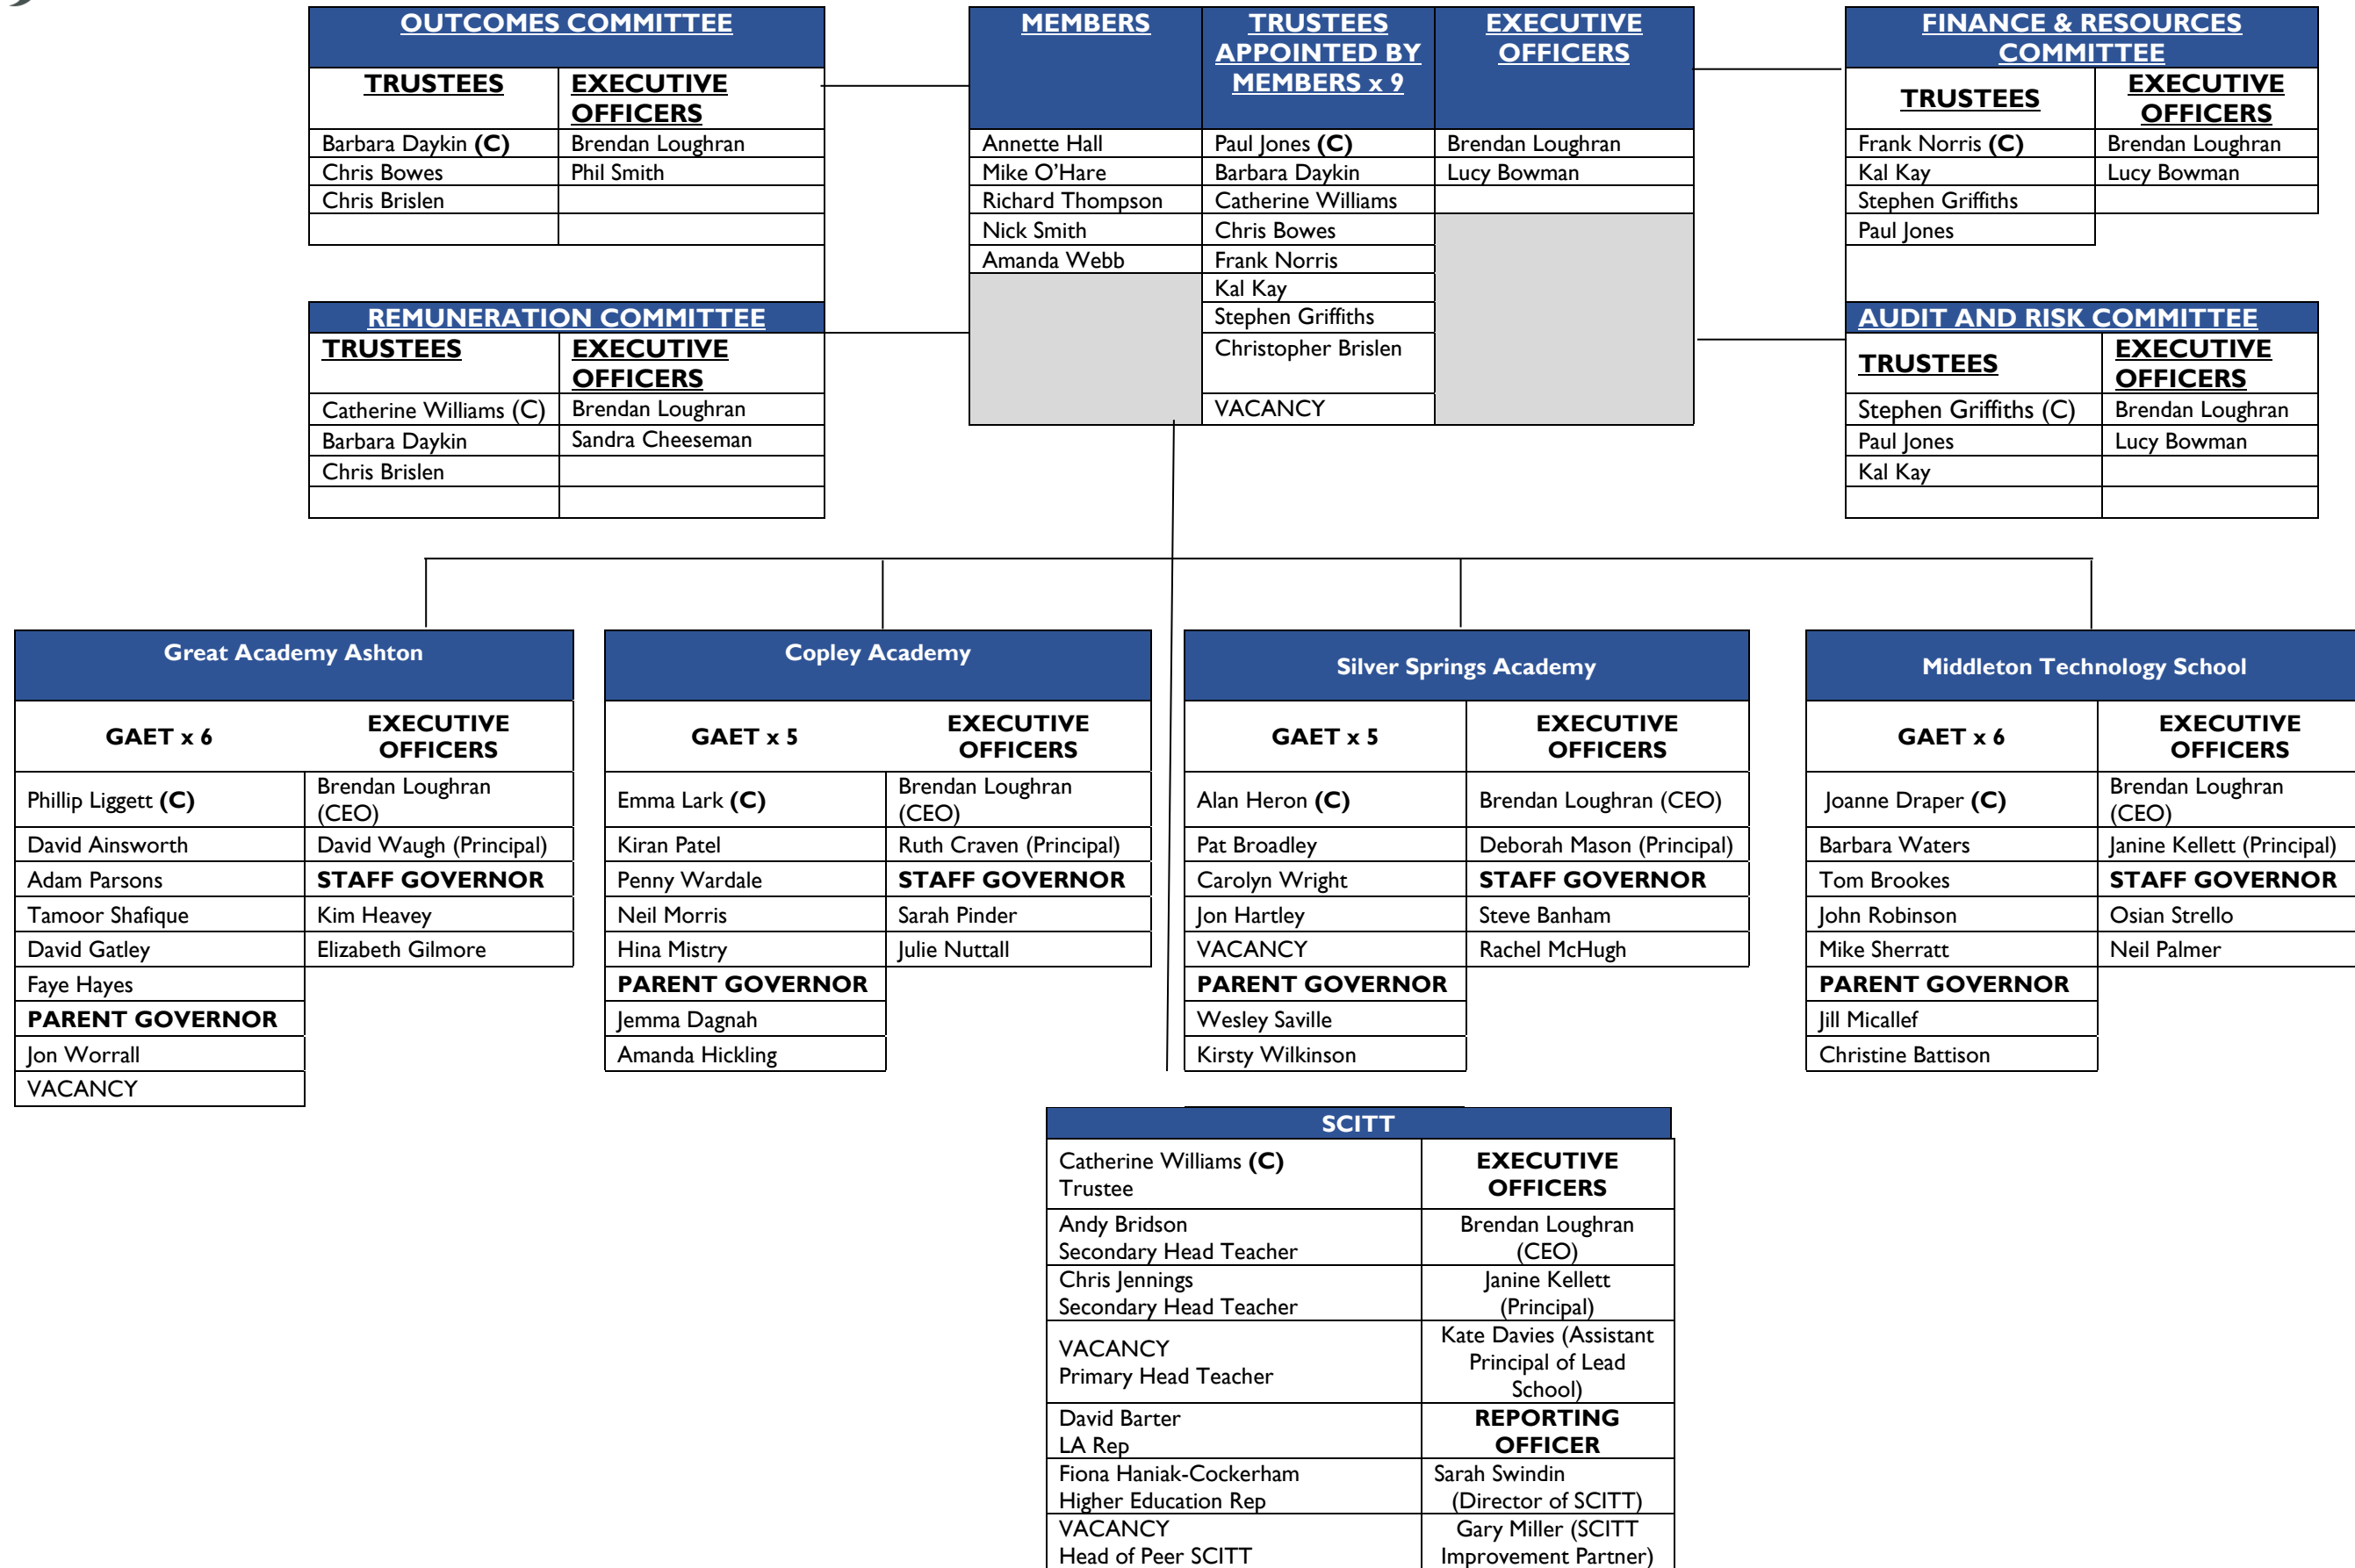 OUTCOMES COMMITTEE
TRUSTEES
EXECUTIVE
OFFICERS
Barbara Daykin (C)
Brendan Loughran
Chris Bowes
Phil Smith
Chris Brislen
REMUNERATION COMMITTEE
TRUSTEES
EXECUTIVE
OFFICERS
Catherine Williams (C)
Brendan Loughran
Barbara Daykin
Sandra Cheeseman
Chris Brislen
MEMBERS
TRUSTEES
APPOINTED BY
MEMBERS x 9
EXECUTIVE
OFFICERS
Annette Hall
Paul Jones (C)
Brendan Loughran
Mike O'Hare
Barbara Daykin
Lucy Bowman
Richard Thompson
Catherine Williams
Nick Smith
Chris Bowes
Amanda Webb
Frank Norris
Kal Kay
Stephen Griffiths
Christopher Brislen
VACANCY
FINANCE & RESOURCES
COMMITTEE
TRUSTEES
EXECUTIVE
OFFICERS
Frank Norris (C)
Brendan Loughran
Kal Kay
Lucy Bowman
Stephen Griffiths
Paul Jones
AUDIT AND RISK COMMITTEE
TRUSTEES
EXECUTIVE
OFFICERS
Stephen Griffiths (C)
Brendan Loughran
Paul Jones
Lucy Bowman
Kal Kay
Great Academy Ashton
GAET x 6
EXECUTIVE
OFFICERS
Phillip Liggett (C)
Brendan Loughran
(CEO)
David Ainsworth
David Waugh (Principal)
Adam Parsons
STAFF GOVERNOR
Tamoor Shafique
Kim Heavey
David Gatley
Elizabeth Gilmore
Faye Hayes
PARENT GOVERNOR
Jon Worrall
VACANCY
Copley Academy
GAET x 5
EXECUTIVE
OFFICERS
Emma Lark (C)
Brendan Loughran
(CEO)
Kiran Patel
Ruth Craven (Principal)
Penny Wardale
STAFF GOVERNOR
Neil Morris
Sarah Pinder
Hina Mistry
Julie Nuttall
PARENT GOVERNOR
Jemma Dagnah
Amanda Hickling
Silver Springs Academy
GAET x 5
EXECUTIVE
OFFICERS
Alan Heron (C)
Brendan Loughran (CEO)
Pat Broadley
Deborah Mason (Principal)
Carolyn Wright
STAFF GOVERNOR
Jon Hartley
Steve Banham
VACANCY
Rachel McHugh
PARENT GOVERNOR
Wesley Saville
Kirsty Wilkinson
Middleton Technology School
GAET x 6
EXECUTIVE
OFFICERS
Joanne Draper (C)
Brendan Loughran
(CEO)
Barbara Waters
Janine Kellett (Principal)
Tom Brookes
STAFF GOVERNOR
John Robinson
Osian Strello
Mike Sherratt
Neil Palmer
PARENT GOVERNOR
Jill Micallef
Christine Battison
SCITT
Catherine Williams (C)
Trustee
EXECUTIVE
OFFICERS
Andy Bridson
Secondary Head Teacher
Brendan Loughran
(CEO)
Chris Jennings
Secondary Head Teacher
Janine Kellett
(Principal)
VACANCY
Primary Head Teacher
Kate Davies (Assistant
Principal of Lead
School)
David Barter
LA Rep
REPORTING
OFFICER
Fiona Haniak-Cockerham
Higher Education Rep
Sarah Swindin
(Director of SCITT)
VACANCY
Head of Peer SCITT
Gary Miller (SCITT
Improvement Partner)